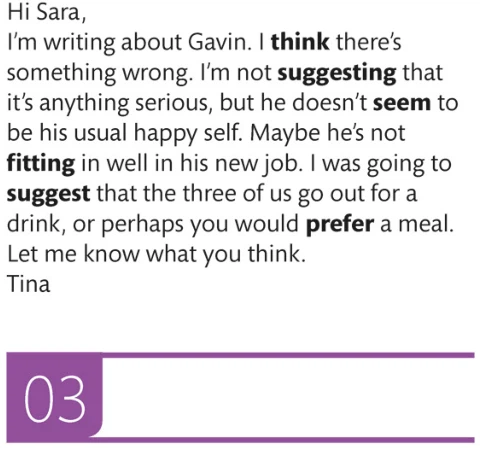 Hi Sara,
I'm writing about Gavin. I think there's
something wrong. I'm not suggesting that
it's anything serious, but he doesn't seem to
be his usual happy self. Maybe he's not
fitting in well in his new job. I was going to
suggest that the three of us go out for a
drink, or perhaps you would prefer a meal.
Let me know what you think.
Tina
03